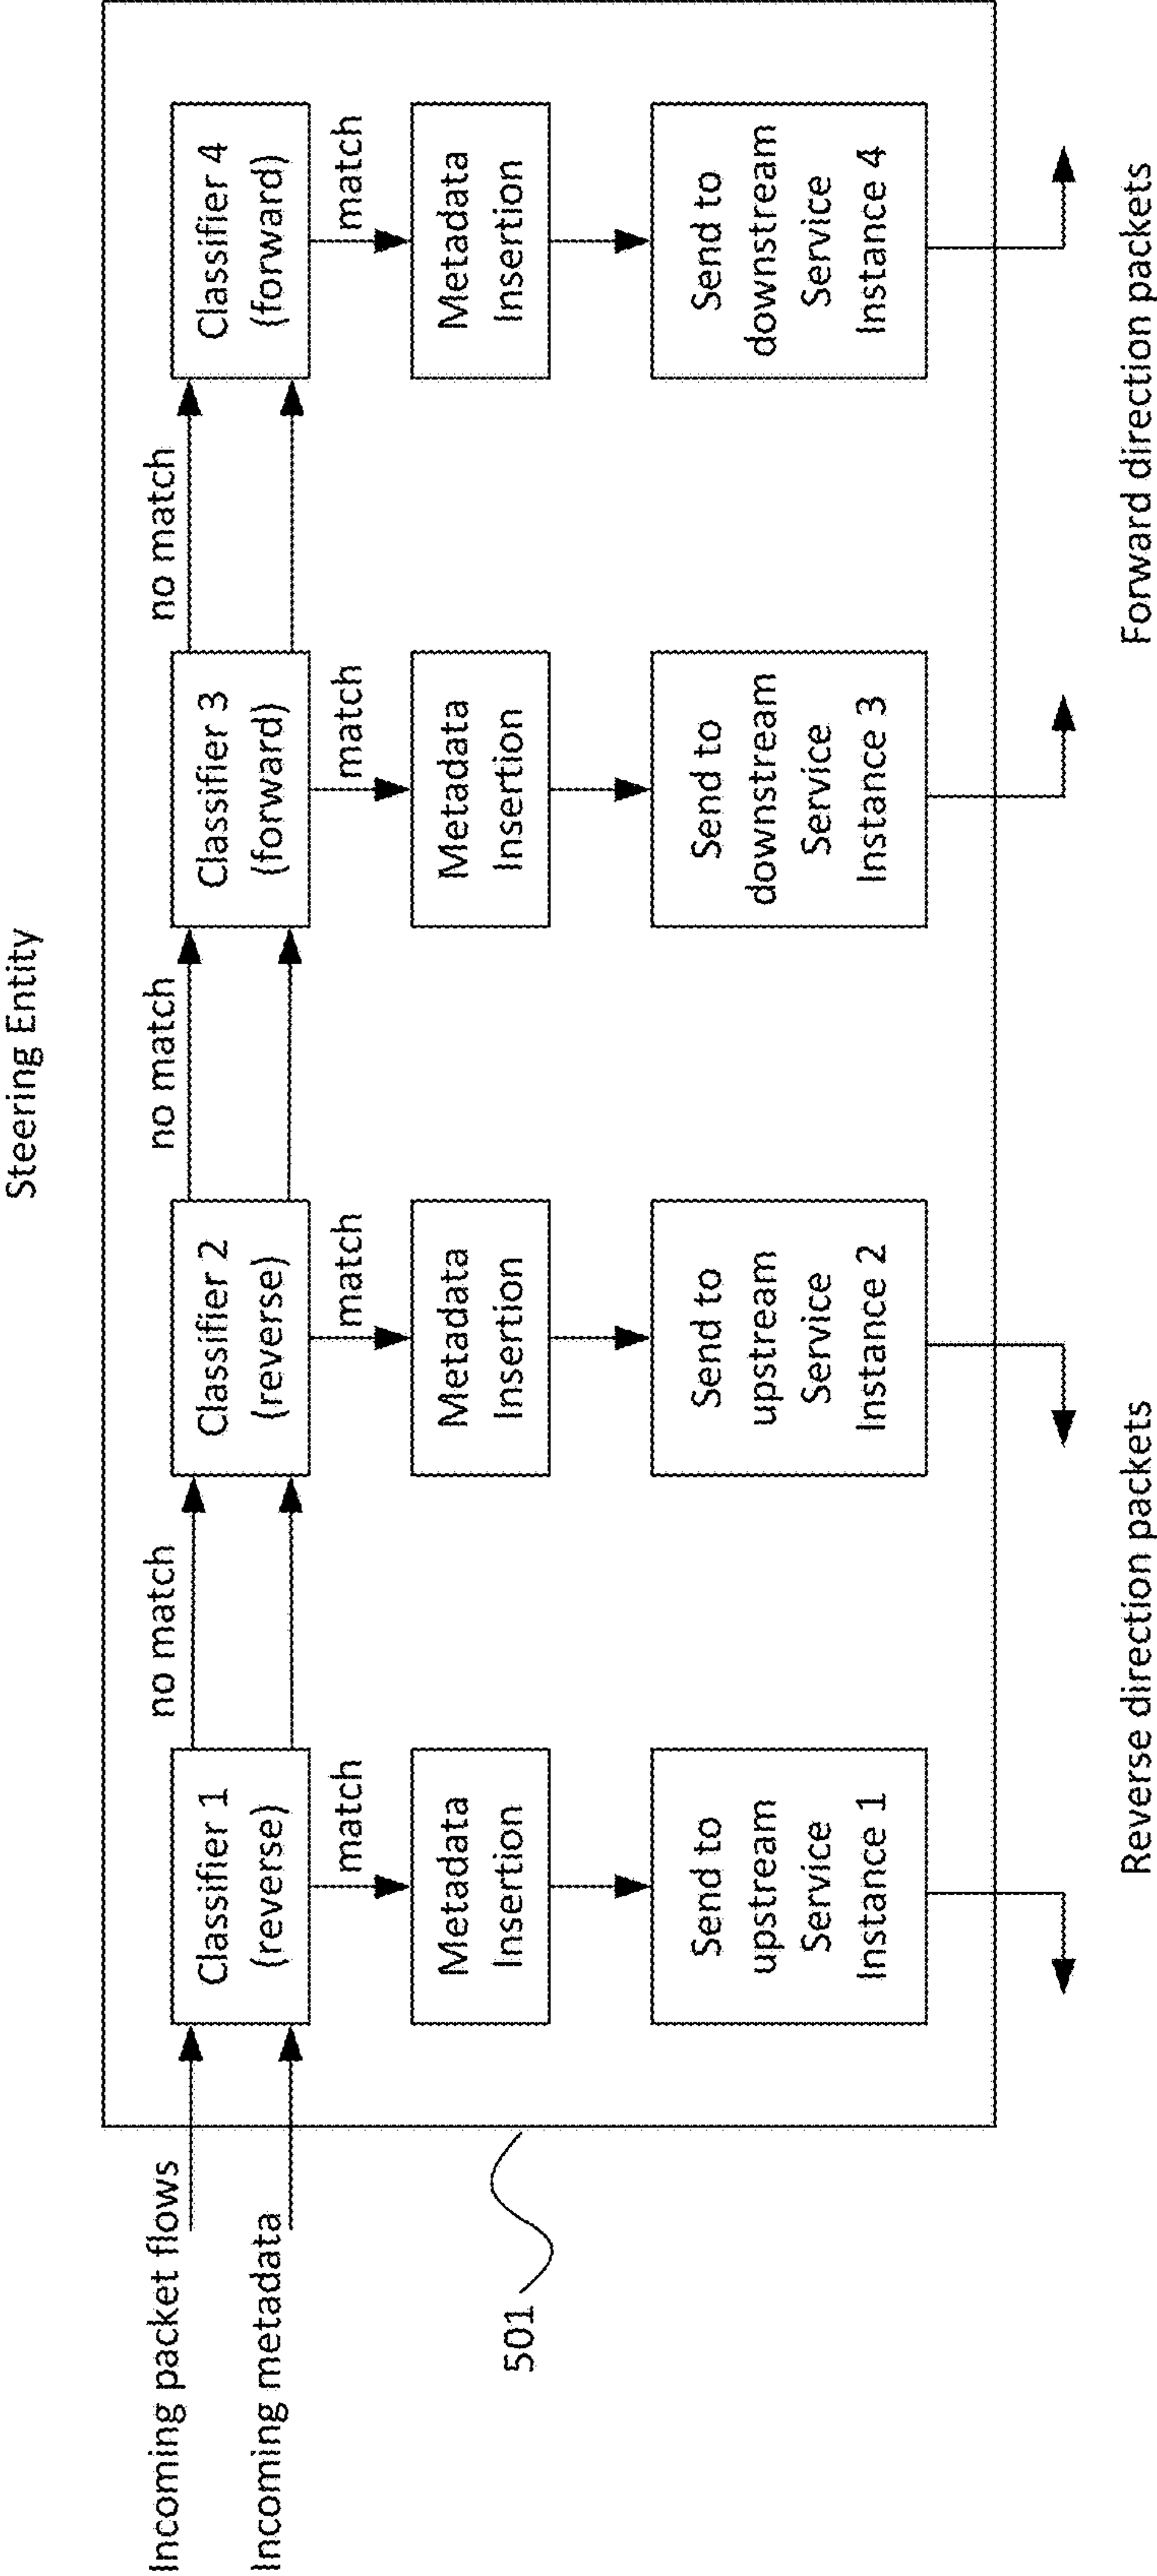 Steering Entity
Incoming packet flows
Incoming metadata
501
no match
no match
no match
Classifier 1
(reverse)
Classifier 2
(reverse)
Classifier 3
(forward)
Classifier 4
(forward)
match
match
match
match
Metadata
Insertion
Metadata
Insertion
Metadata
Insertion
Metadata
Insertion
Send to
upstream
Service
Instance 1
Send to
upstream
Service
Instance 2
Send to
downstream
Service
Instance 3
Send to
downstream
Service
Instance 4
Reverse direction packets
Forward direction packets